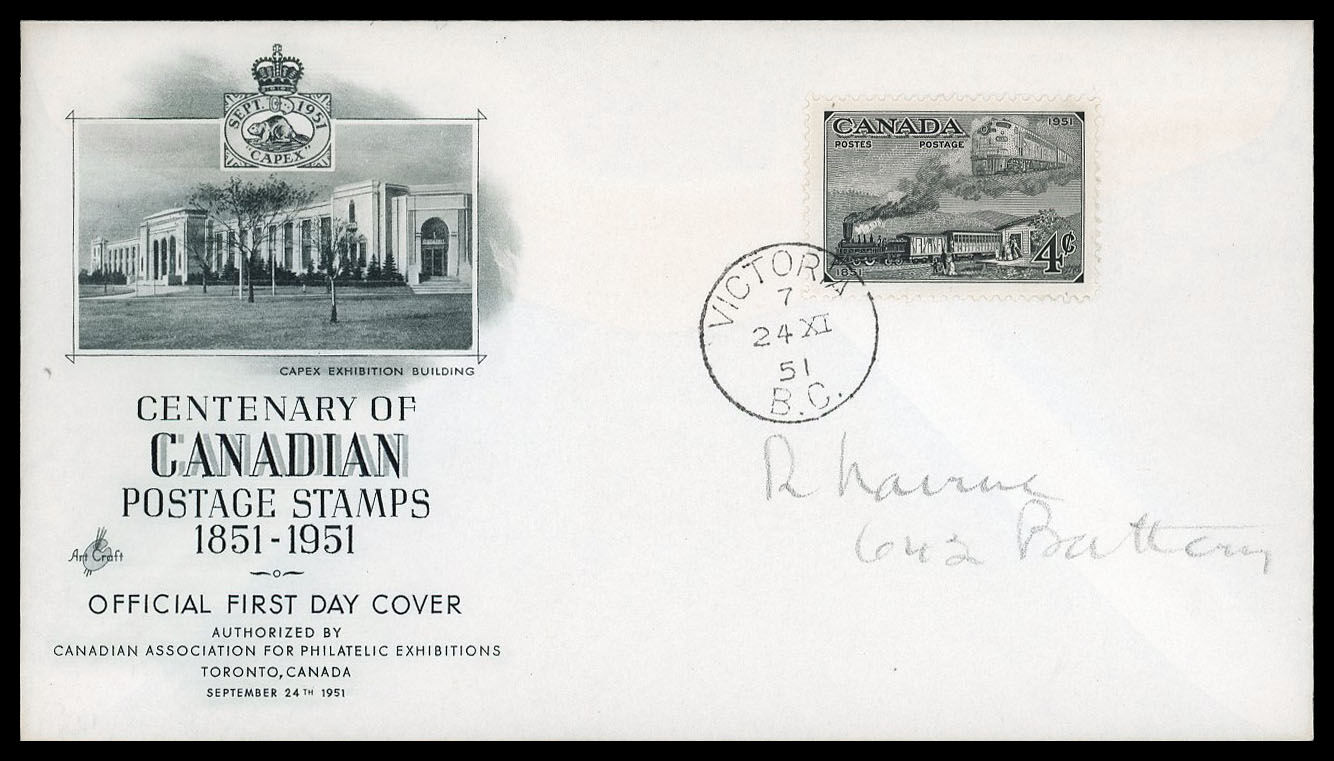 SEPT. C 1951
"CAPEX"
CAPEX EXHIBITION BUILDING
CENTENARY OF
CANADIAN
POSTAGE STAMPS
1851-1951
Art Craft
OFFICIAL FIRST DAY COVER
AUTHORIZED BY
CANADIAN ASSOCIATION FOR PHILATELIC EXHIBITIONS
TORONTO, CANADA
SEPTEMBER 24TH 1951
CANADA 1951
POSTES POSTAGE
1851 4¢
VICTORIA
7
24 XI
51
B.C.
R
642 Battery